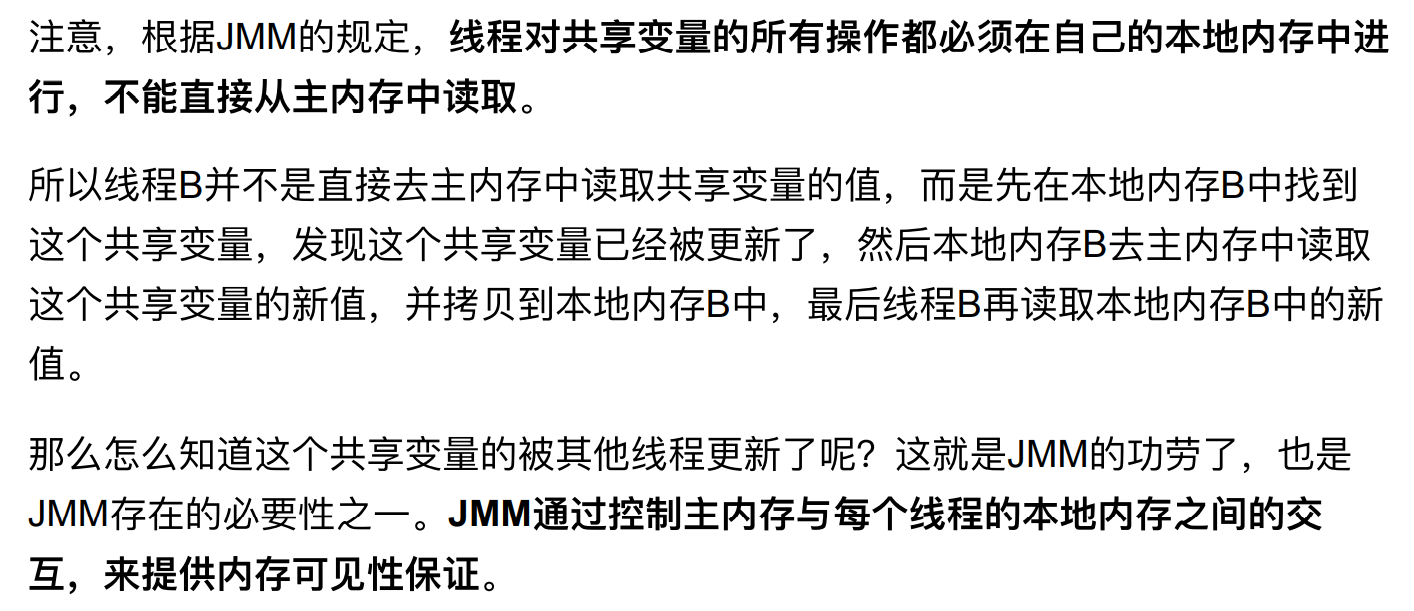 注意，根据JMM的规定，线程对共享变量的所有操作都必须在自己的本地内存中进
行，不能直接从主内存中读取。
所以线程B并不是直接去主内存中读取共享变量的值，而是先在本地内存B中找到
这个共享变量，发现这个共享变量已经被更新了，然后本地内存B去主内存中读取
这个共享变量的新值，并拷贝到本地内存B中，最后线程B再读取本地内存B中的新
值。
那么怎么知道这个共享变量的被其他线程更新了呢？这就是JMM的功劳了，也是
JMM存在的必要性之一。JMM通过控制主内存与每个线程的本地内存之间的交
互，来提供内存可见性保证。